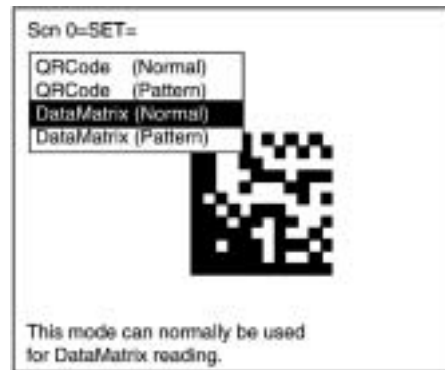 Scn 0=SET=
QRCode (Normal)
QRCode (Pattern)
DataMatrix (Normal)
DataMatrix (Pattern)
This mode can normally be used
for DataMatrix reading.